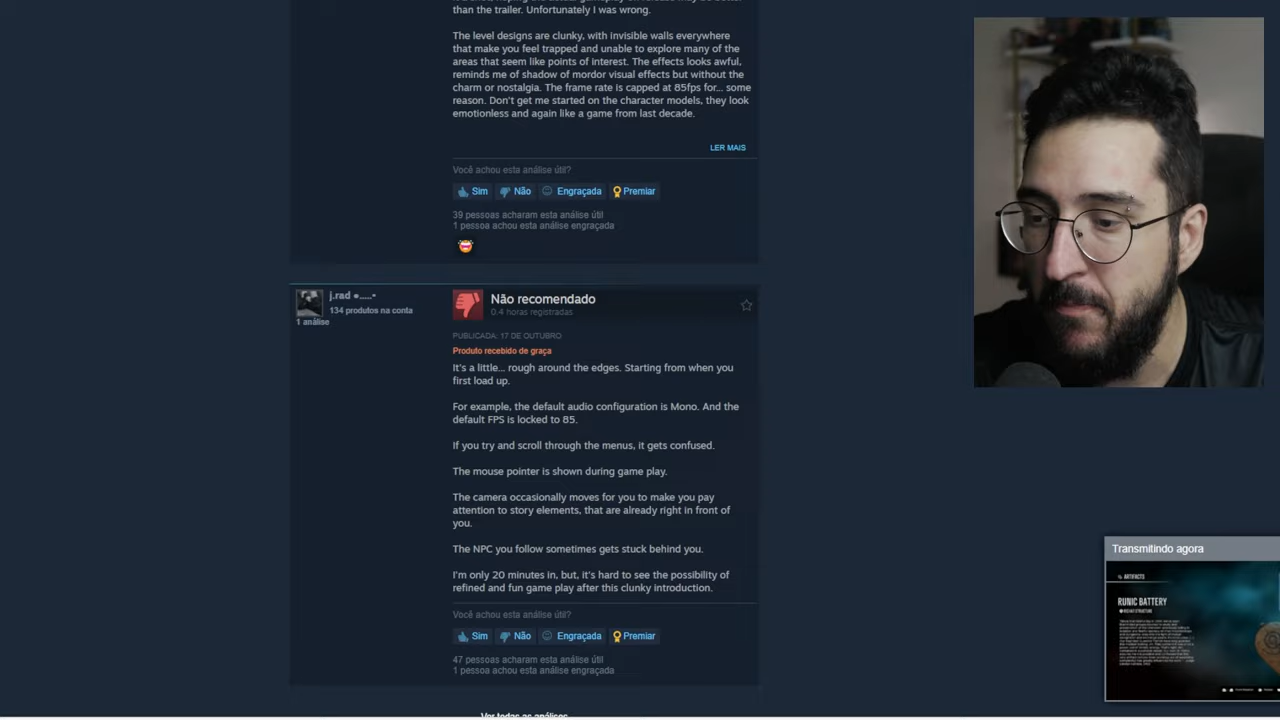 than the trailer. Unfortunately I was wrong.
The level designs are clunky, with invisible walls everywhere
that make you feel trapped and unable to explore many of the
areas that seem like points of interest. The effects looks awful,
reminds me of shadow of mordor visual effects but without the
charm or nostalgia. The frame rate is capped at 85fps for... some
reason. Don't get me started on the character models, they look
emotionless and again like a game from last decade.
LER MAIS
Você achou esta análise útil?
Sim Não Engraçada Premiar
39 pessoas acharam esta análise útil
1 pessoa achou esta análise engraçada
j.rad ●.....•
134 produtos na conta
1 análise
Não recomendado
0.4 horas registradas
PUBLICADA: 17 DE OUTUBRO
Produto recebido de graça
It's a little... rough around the edges. Starting from when you
first load up.
For example, the default audio configuration is Mono. And the
default FPS is locked to 85.
If you try and scroll through the menus, it gets confused.
The mouse pointer is shown during game play.
The camera occasionally moves for you to make you pay
attention to story elements, that are already right in front of
you.
The NPC you follow sometimes gets stuck behind you.
I'm only 20 minutes in, but, it's hard to see the possibility of
refined and fun game play after this clunky introduction.
Você achou esta análise útil?
Sim Não Engraçada Premiar
47 pessoas acharam esta análise útil
1 pessoa achou esta análise engraçada
Ver todas as análises
Transmitindo agora
ARTIFACTS
RUNIC BATTERY